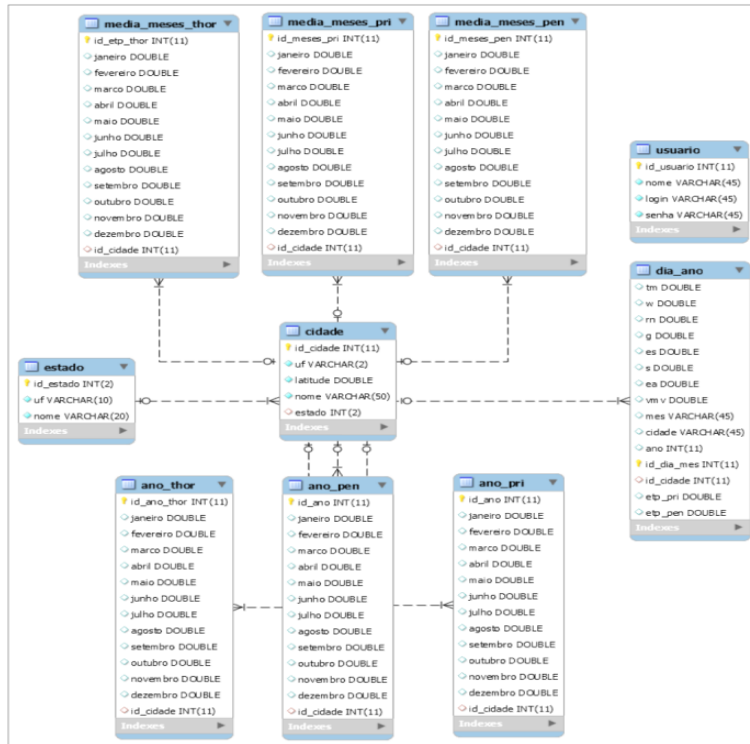 media_meses_thor
id_etp_thor INT(11)
janeiro DOUBLE
fevereiro DOUBLE
marco DOUBLE
abril DOUBLE
maio DOUBLE
junho DOUBLE
julho DOUBLE
agosto DOUBLE
setembro DOUBLE
outubro DOUBLE
novembro DOUBLE
dezembro DOUBLE
id_cidade INT(11)
Indexes
media_meses_pri
id_meses_pri INT(11)
janeiro DOUBLE
fevereiro DOUBLE
marco DOUBLE
abril DOUBLE
maio DOUBLE
junho DOUBLE
julho DOUBLE
agosto DOUBLE
setembro DOUBLE
outubro DOUBLE
novembro DOUBLE
dezembro DOUBLE
id_cidade INT(11)
Indexes
media_meses_pen
id_meses_pen INT(11)
janeiro DOUBLE
fevereiro DOUBLE
marco DOUBLE
abril DOUBLE
maio DOUBLE
junho DOUBLE
julho DOUBLE
agosto DOUBLE
setembro DOUBLE
outubro DOUBLE
novembro DOUBLE
dezembro DOUBLE
id_cidade INT(11)
Indexes
usuario
id_usuario INT(11)
nome VARCHAR(45)
login VARCHAR(45)
senha VARCHAR(45)
Indexes
estado
id_estado INT(2)
uf VARCHAR(10)
nome VARCHAR(20)
Indexes
cidade
id_cidade INT(11)
uf VARCHAR(2)
latitude DOUBLE
nome VARCHAR(50)
estado INT(2)
Indexes
dia_ano
tm DOUBLE
w DOUBLE
rn DOUBLE
g DOUBLE
es DOUBLE
s DOUBLE
ea DOUBLE
vmv DOUBLE
mes VARCHAR(45)
cidade VARCHAR(45)
ano INT(11)
id_dia_mes INT(11)
id_cidade INT(11)
etp_pri DOUBLE
etp_pen DOUBLE
Indexes
ano_thor
id_ano_thor INT(11)
janeiro DOUBLE
fevereiro DOUBLE
marco DOUBLE
abril DOUBLE
maio DOUBLE
junho DOUBLE
julho DOUBLE
agosto DOUBLE
setembro DOUBLE
outubro DOUBLE
novembro DOUBLE
dezembro DOUBLE
id_cidade INT(11)
Indexes
ano_pen
id_ano INT(11)
janeiro DOUBLE
fevereiro DOUBLE
marco DOUBLE
abril DOUBLE
maio DOUBLE
junho DOUBLE
julho DOUBLE
agosto DOUBLE
setembro DOUBLE
outubro DOUBLE
novembro DOUBLE
dezembro DOUBLE
id_cidade INT(11)
Indexes
ano_pri
id_ano INT(11)
janeiro DOUBLE
fevereiro DOUBLE
marco DOUBLE
abril DOUBLE
maio DOUBLE
junho DOUBLE
julho DOUBLE
agosto DOUBLE
setembro DOUBLE
outubro DOUBLE
novembro DOUBLE
dezembro DOUBLE
id_cidade INT(11)
Indexes